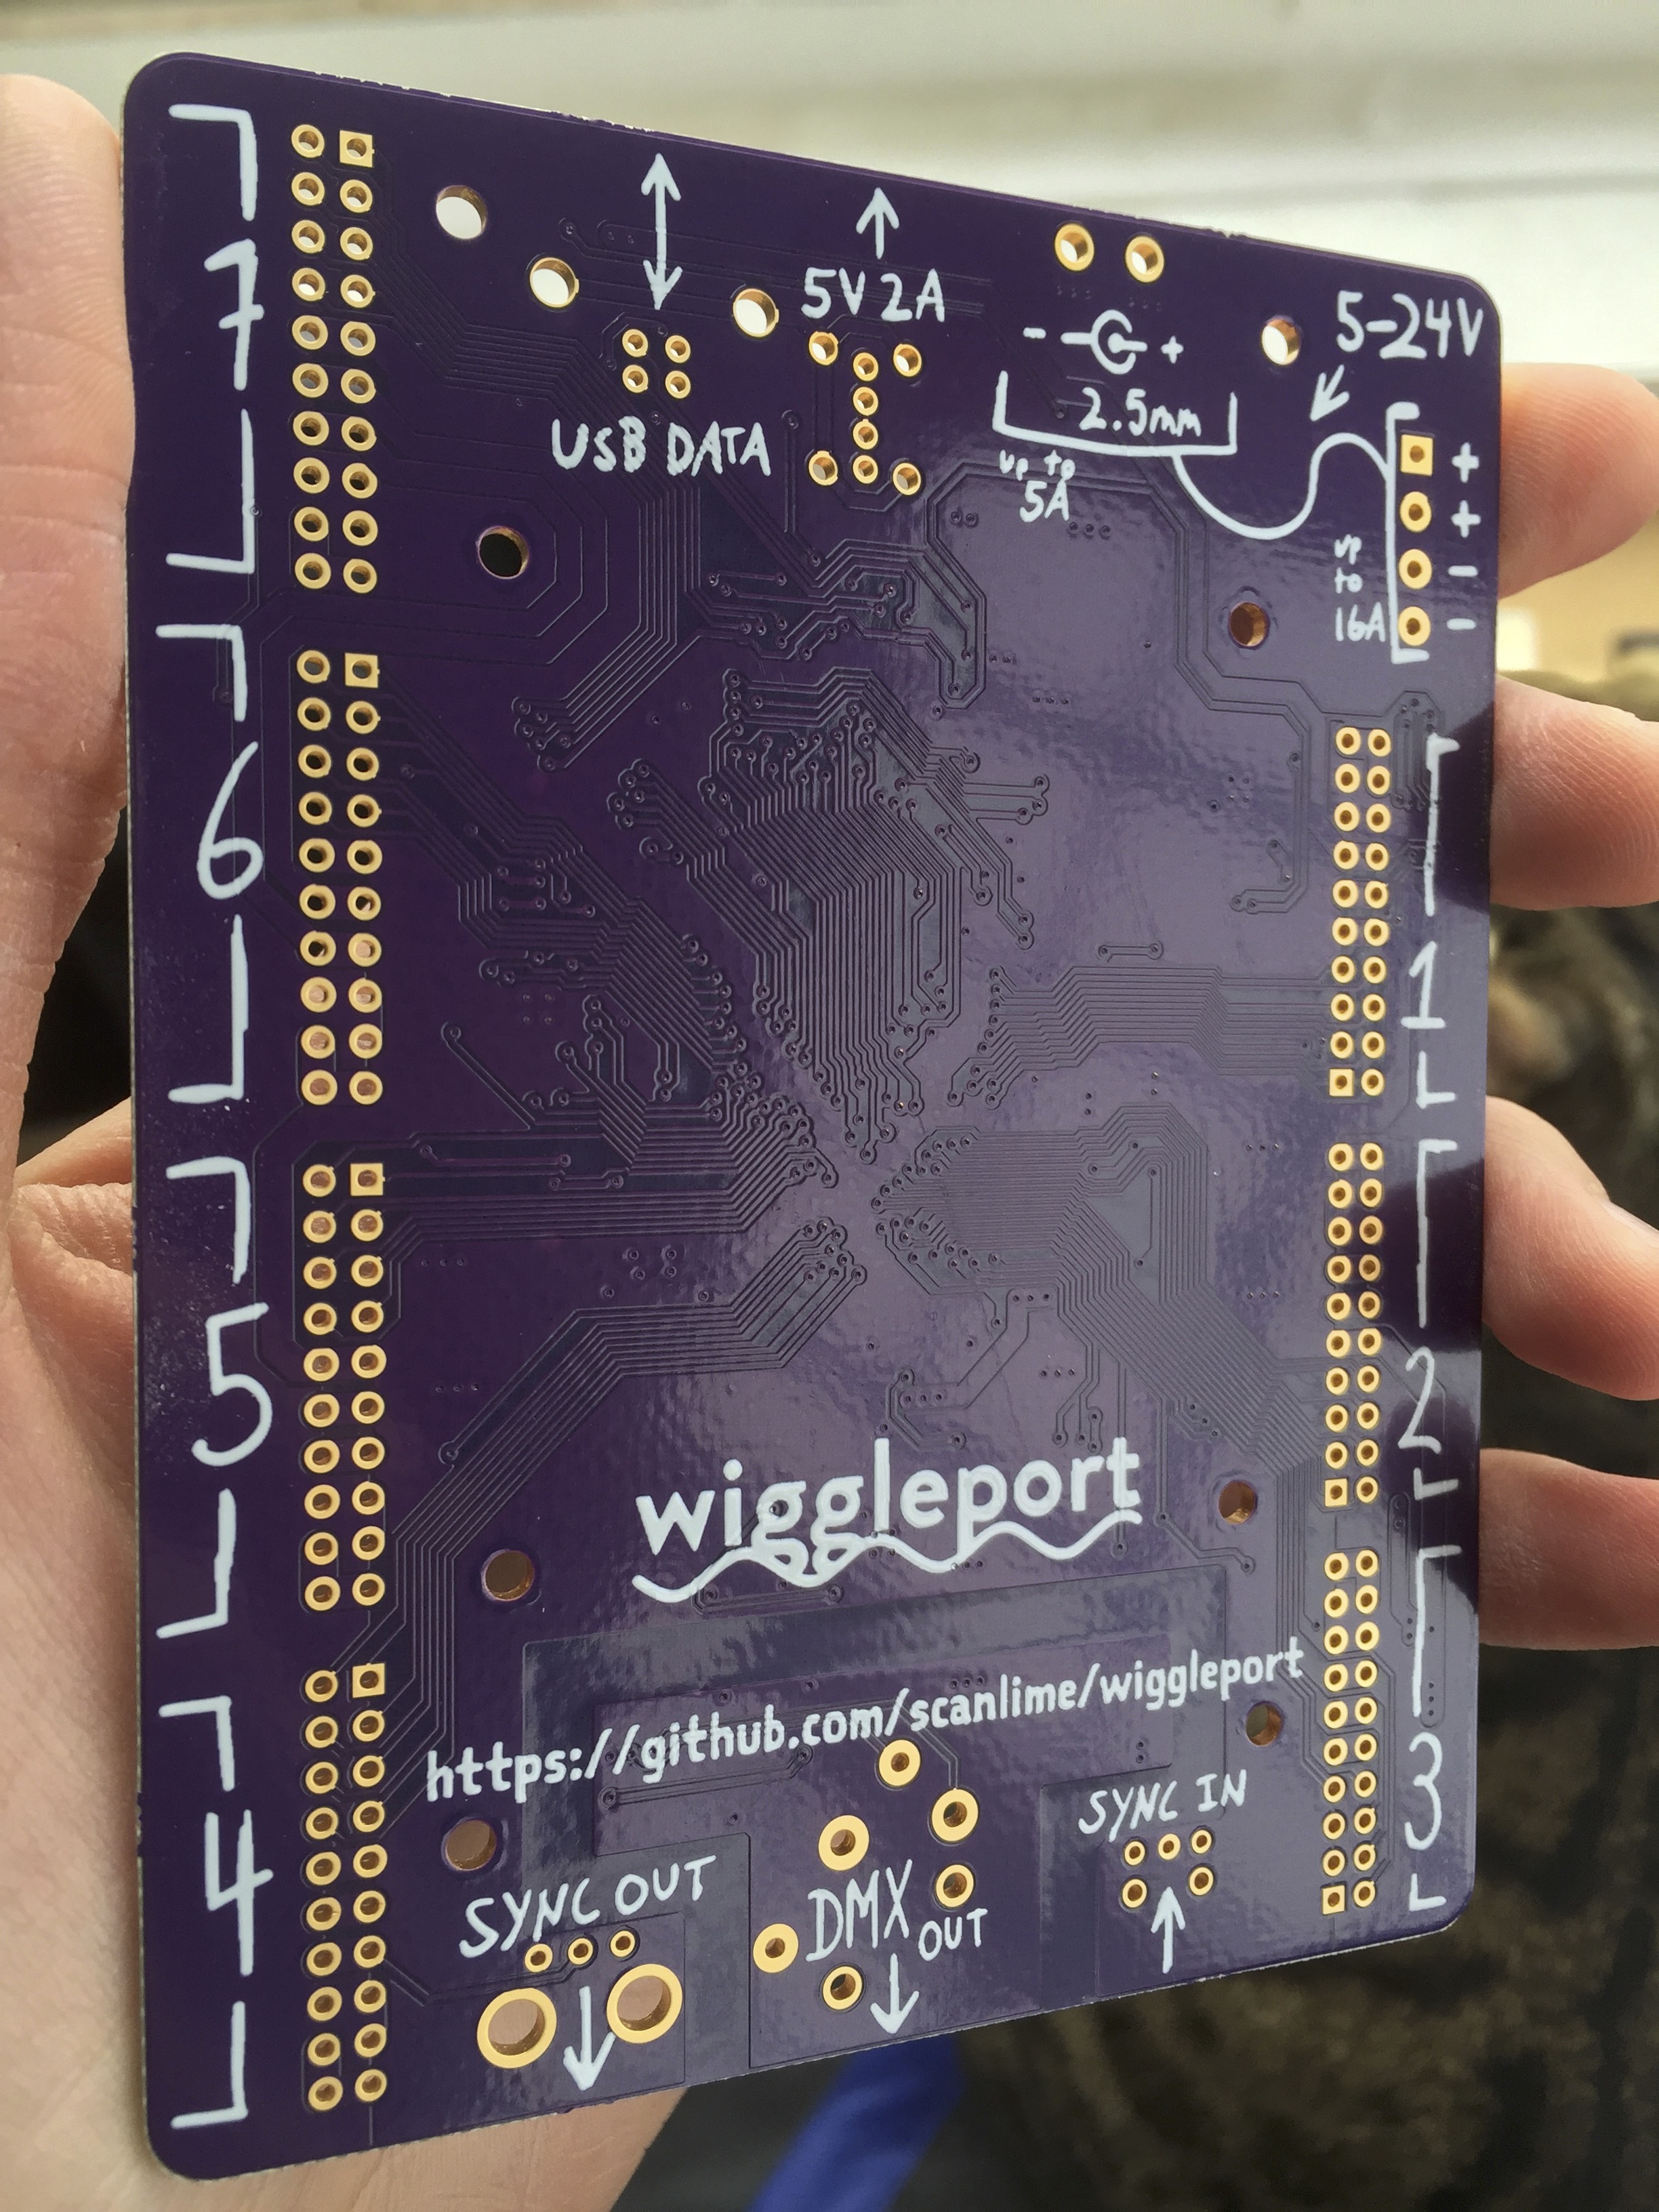 7
5V 2A
USB DATA
5-24V
- +
2.5mm
up to
5A
+
+
-
-
up
to
16A
6
1
5
2
wiggleport
https://github.com/scanlime/wiggleport
4
3
SYNC OUT
DMX OUT
SYNC IN